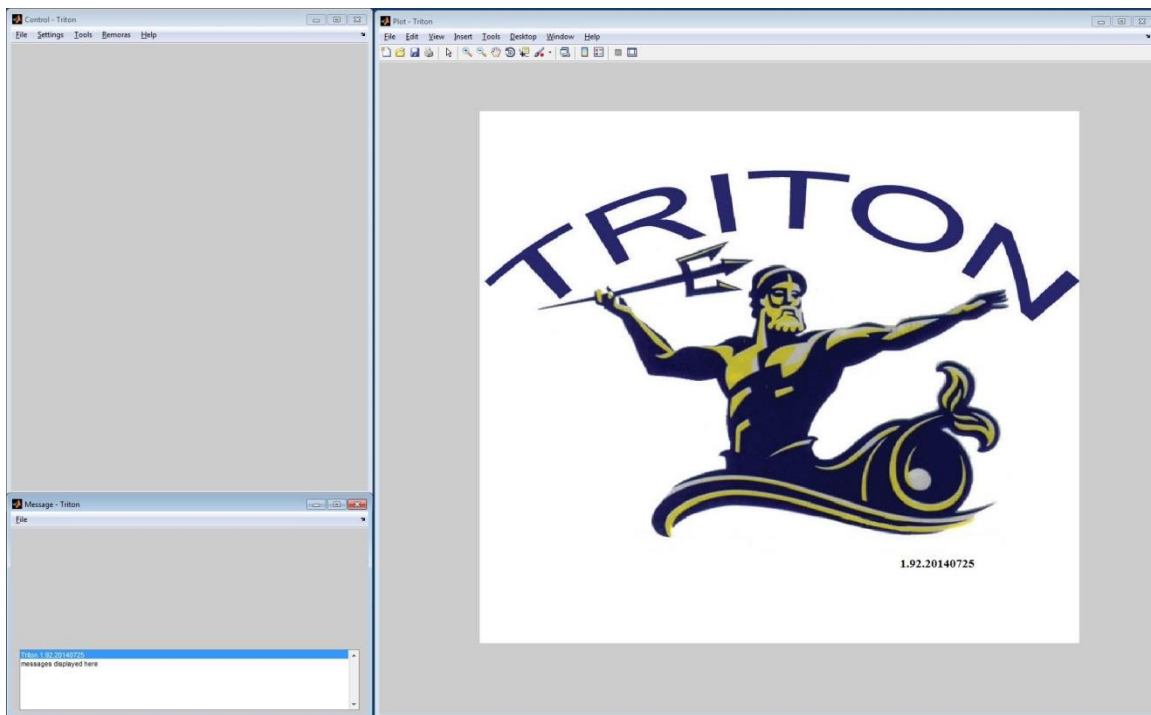 Control - Triton
File Settings Tools Remoras Help
Plot - Triton
File Edit View Insert Tools Desktop Window Help
TRITON
1.92.20140725
Message - Triton
File
Triton 1.92.20140725
messages displayed here